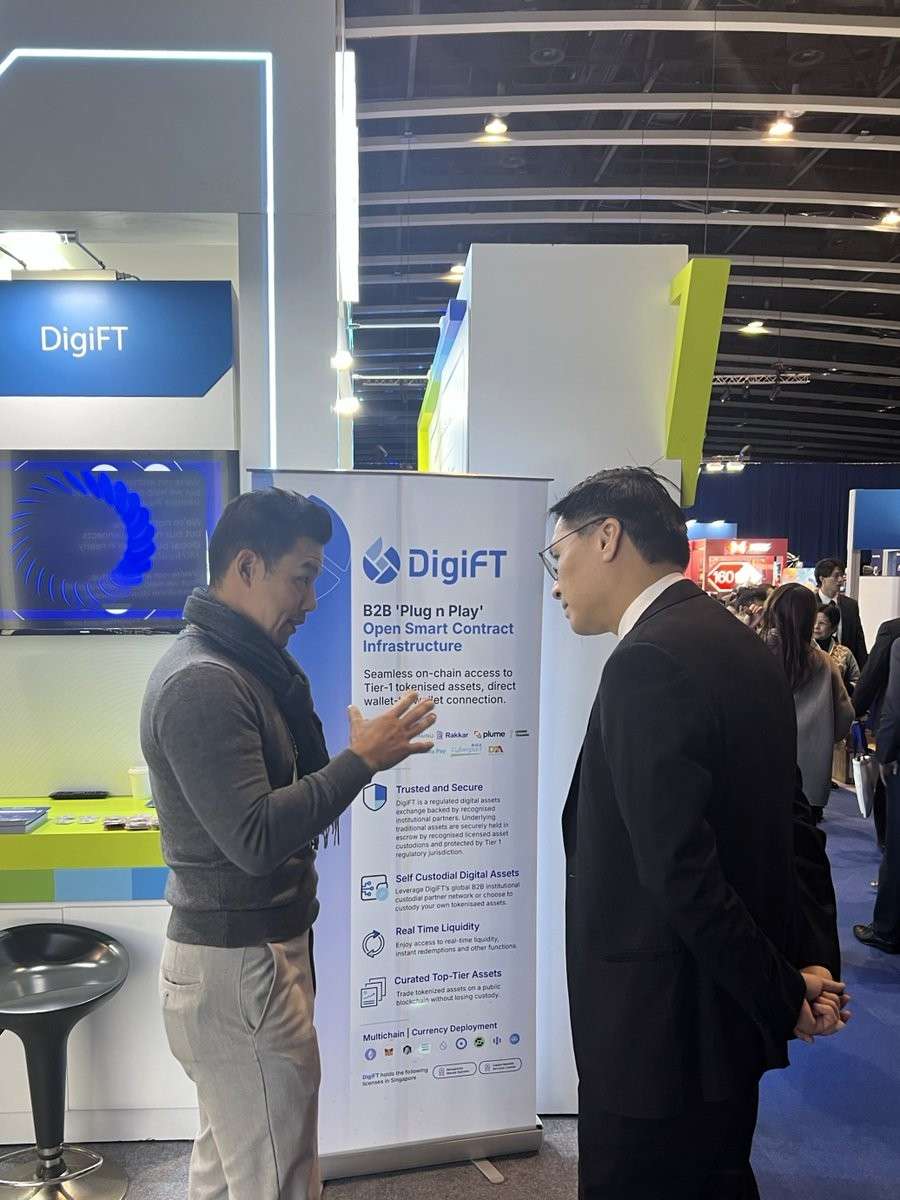 DigiFT
DigiFT
B2B 'Plug n Play'
Open Smart Contract
Infrastructure
Seamless on-chain access to
Tier-1 tokenised assets, direct
connection.
Rakkar plume
Trusted and Secure
DigiFT is a regulated digital assets
exchange backed by recognised
institutional partners. Underlying
traditional assets are securely held in
escrow by recognised licensed asset
custodians and protected by Tier 1
regulatory jurisdiction.
Self Custodial Digital Assets
Leverage DigiFT's global B2B institutional
custodial partner network or choose to
custody your own tokenisaed assets.
Real Time Liquidity
Enjoy access to real-time liquidity,
instant redemptions and other functions.
Curated Top-Tier Assets
Trade tokenized assets on a public
blockchain without losing custody.
Multichain | Currency Deployment
DigiFT holds the following
licenses in Singapore
160